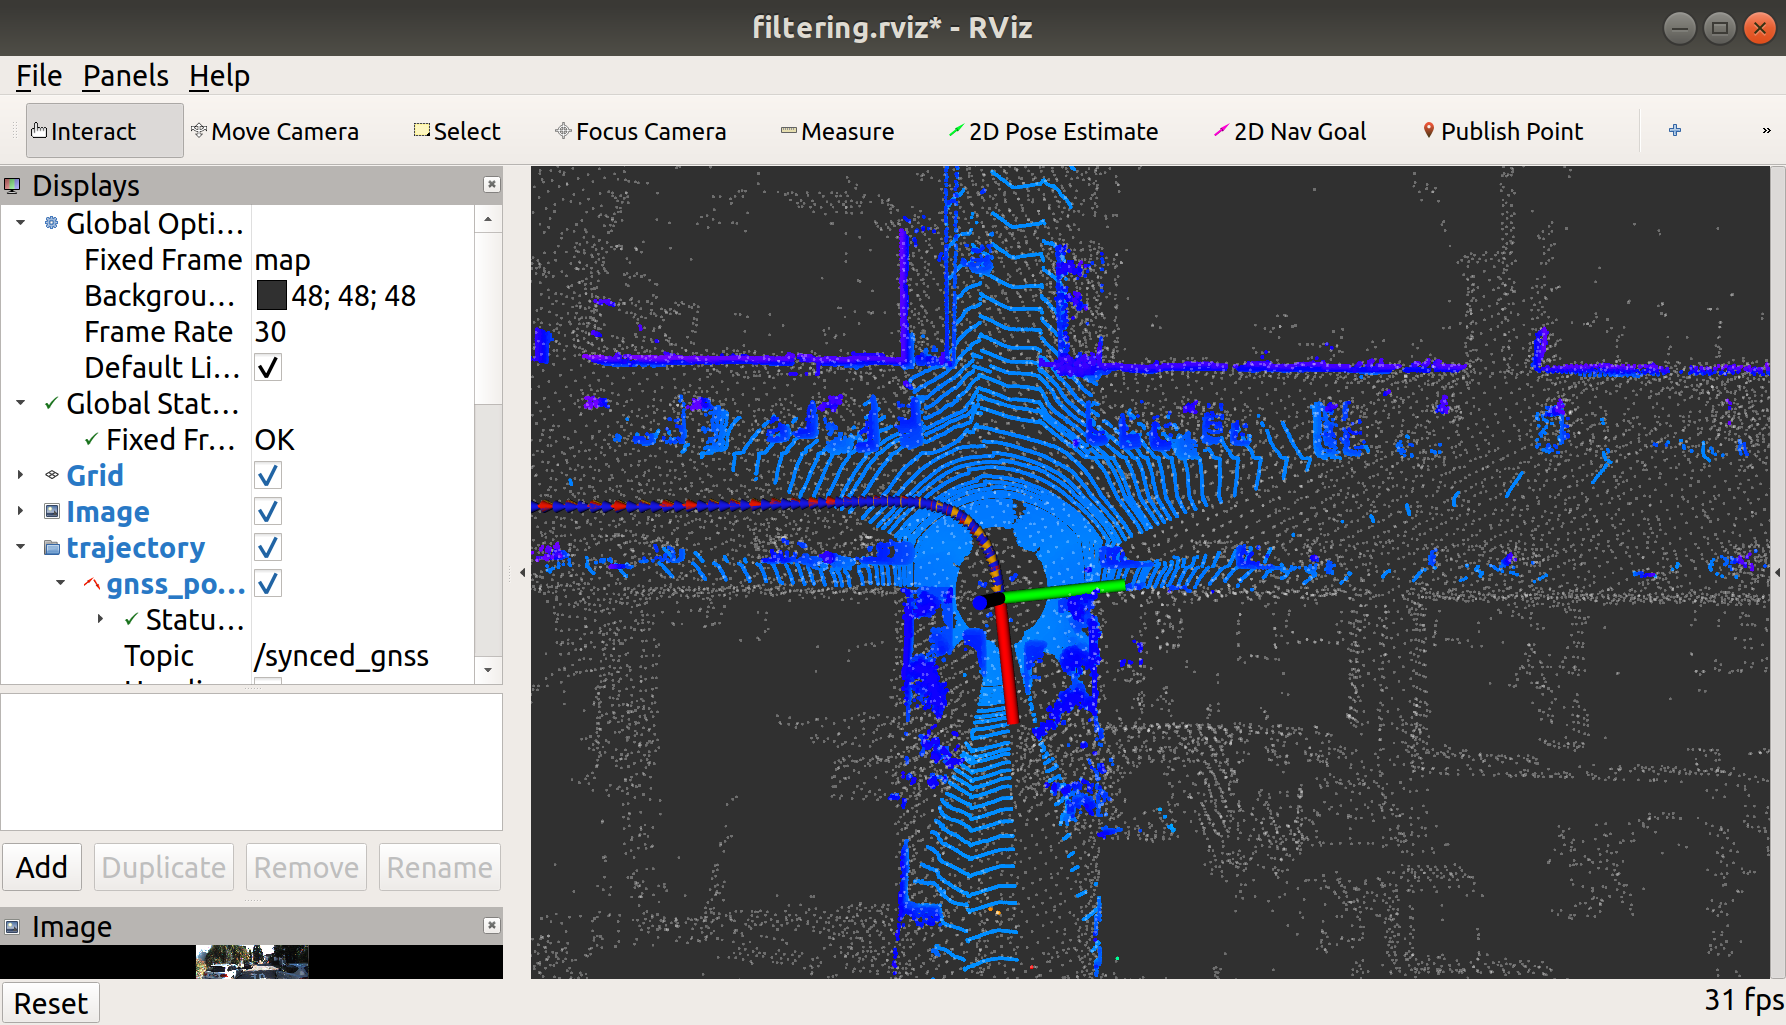 filtering.rviz* - RViz
File Panels Help
Interact Move Camera Select Focus Camera Measure 2D Pose Estimate 2D Nav Goal Publish Point »
Displays
Global Opti...
Fixed Frame map
Backgrou... 48; 48; 48
Frame Rate 30
Default Li...
Global Stat...
Fixed Fr... OK
Grid
Image
trajectory
gnss_po...
Statu...
Topic /synced_gnss
Add Duplicate Remove Rename
Image
Reset
31 fps